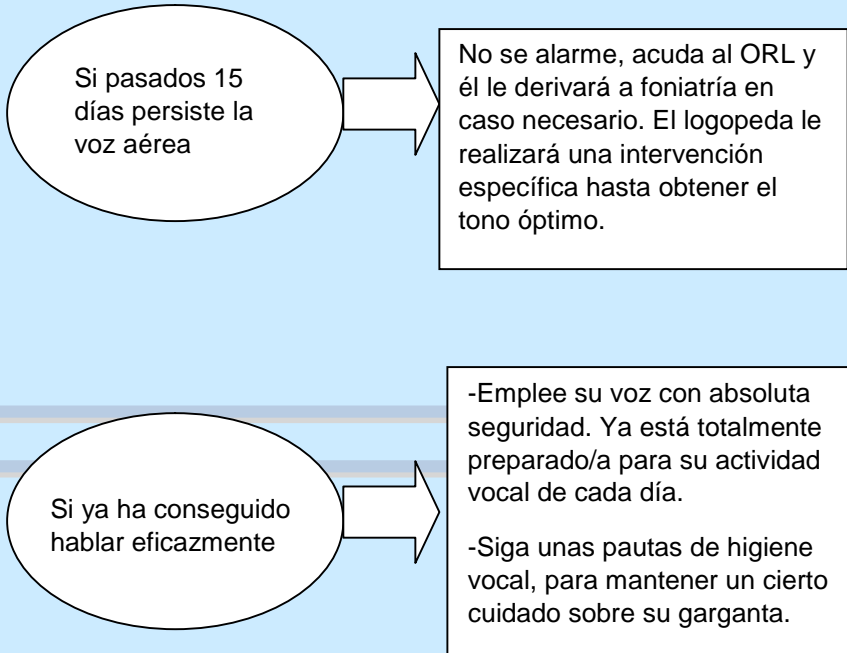 Si pasados 15
días persiste la
voz aérea
No se alarme, acuda al ORL y
él le derivará a foniatría en
caso necesario. El logopeda le
realizará una intervención
específica hasta obtener el
tono óptimo.
Si ya ha conseguido
hablar eficazmente
-Emplee su voz con absoluta
seguridad. Ya está totalmente
preparado/a para su actividad
vocal de cada día.
-Siga unas pautas de higiene
vocal, para mantener un cierto
cuidado sobre su garganta.